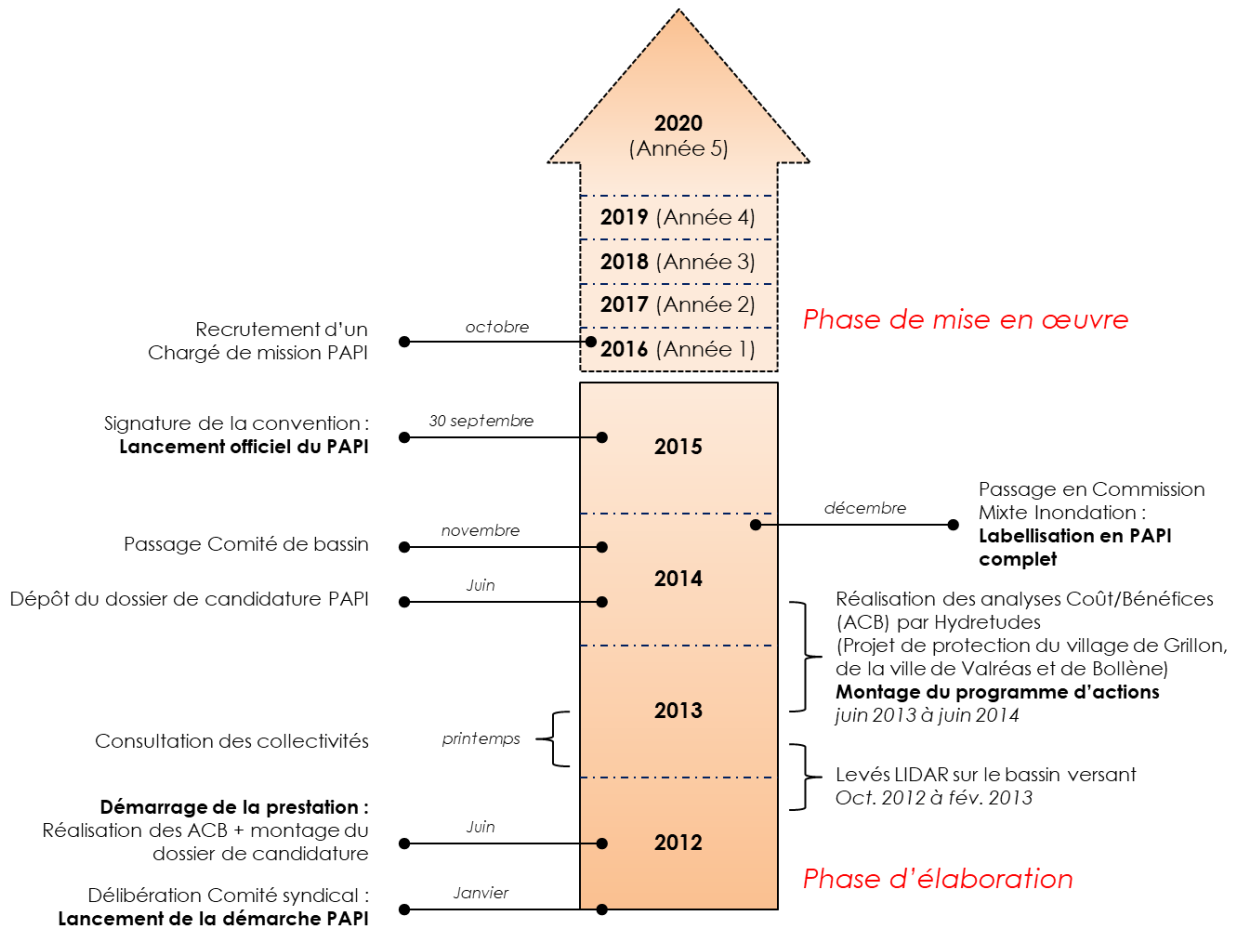 2020
(Année 5)
2019 (Année 4)
2018 (Année 3)
2017 (Année 2)
Phase de mise en œuvre
Recrutement d'un
Chargé de mission PAPI
octobre
2016 (Année 1)
Signature de la convention :
Lancement officiel du PAPI
30 septembre
2015
décembre
Passage en Commission
Mixte Inondation :
Labellisation en PAPI
complet
Passage Comité de bassin
novembre
2014
Dépôt du dossier de candidature PAPI
Juin
Réalisation des analyses Coût/Bénéfices
(ACB) par Hydretudes
(Projet de protection du village de Grillon,
de la ville de Valréas et de Bollène)
Montage du programme d'actions
juin 2013 à juin 2014
2013
Consultation des collectivités
printemps
Levés LIDAR sur le bassin versant
Oct. 2012 à fév. 2013
Démarrage de la prestation :
Réalisation des ACB + montage du
dossier de candidature
Juin
2012
Phase d'élaboration
Délibération Comité syndical :
Lancement de la démarche PAPI
Janvier